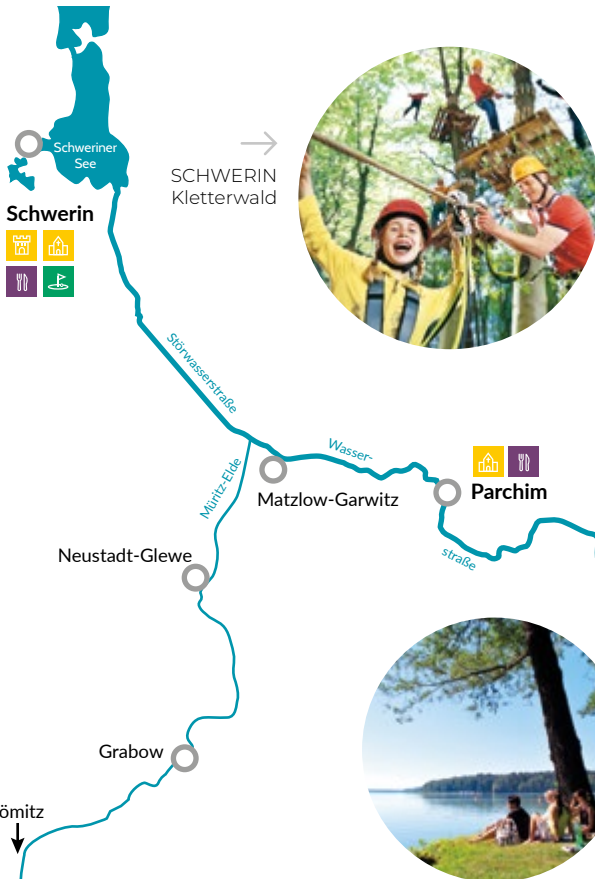 Schweriner
See
SCHWERIN
Kletterwald
Schwerin
Störwasserstraße
Müritz-Elde
Wasser-
straße
Matzlow-Garwitz
Parchim
Neustadt-Glewe
Grabow
ömitz